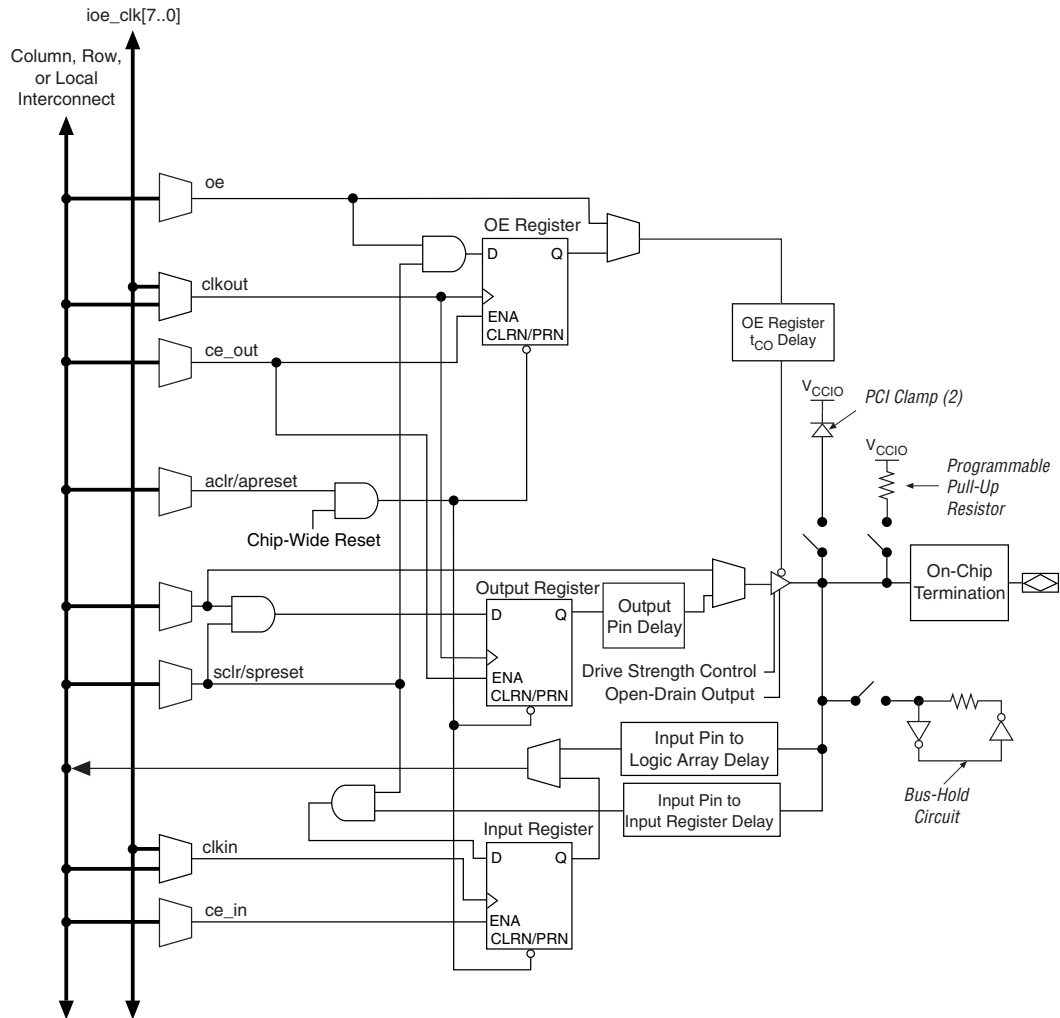 ioe_clk[7..0]
Column, Row,
or Local
Interconnect
oe
OE Register
D Q
ENA
CLRN/PRN
clkout
ce_out
OE Register
tCO Delay
VCCIO
PCI Clamp (2)
VCCIO
Programmable
Pull-Up
Resistor
aclr/apreset
Chip-Wide Reset
Output Register
D Q
ENA
CLRN/PRN
Output
Pin Delay
On-Chip
Termination
sclr/spreset
Drive Strength Control
Open-Drain Output
Input Pin to
Logic Array Delay
Input Pin to
Input Register Delay
Bus-Hold
Circuit
Input Register
D Q
ENA
CLRN/PRN
clkin
ce_in